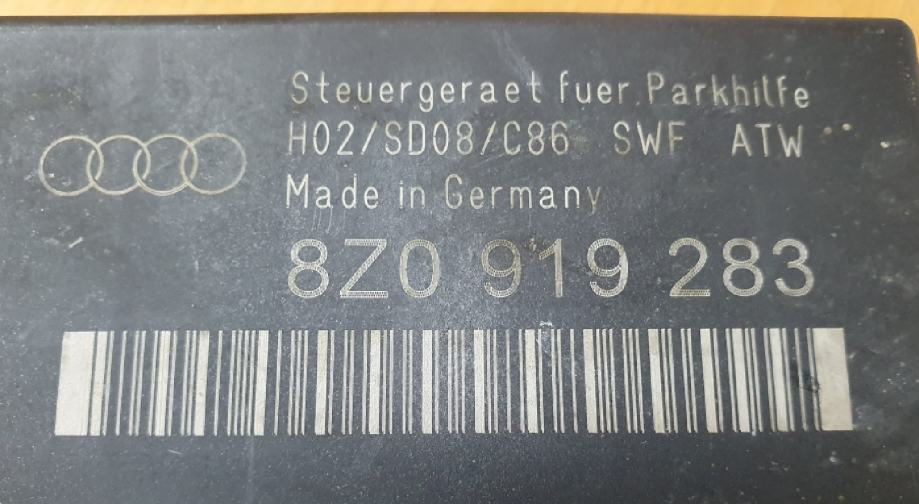 Steuergeraet fuer Parkhilfe
H02/SD08/C86 SWF ATW
Made in Germany
8Z0 919 283